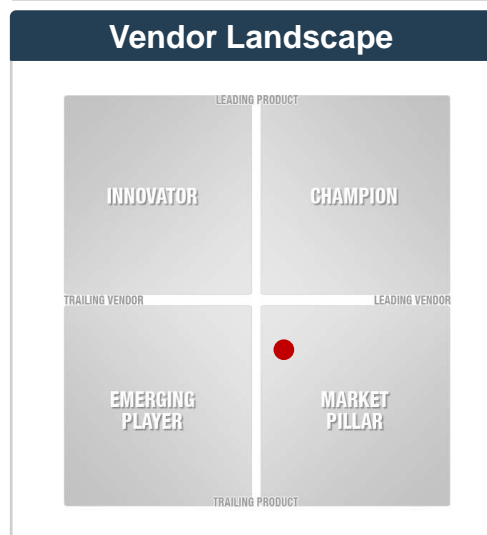 Vendor Landscape
LEADING PRODUCT
INNOVATOR
CHAMPION
TRAILING VENDOR
LEADING VENDOR
EMERGING
PLAYER
MARKET
PILLAR
TRAILING PRODUCT